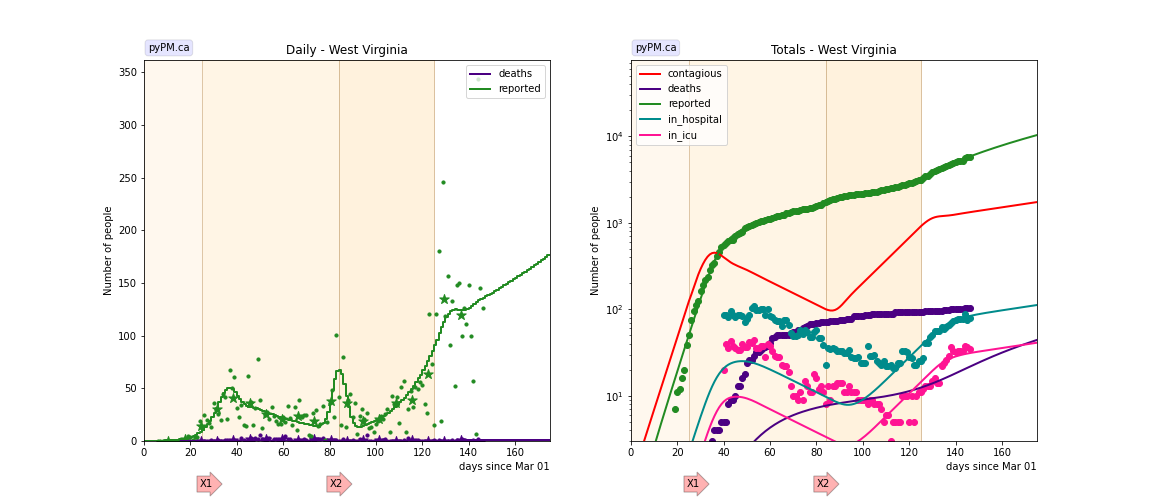 pyPM.ca
Daily - West Virginia
deaths
reported
Number of people
350
300
250
200
150
100
50
0
0 20 40 60 80 100 120 140 160
days since Mar 01
X1
X2
pyPM.ca
Totals - West Virginia
contagious
deaths
reported
in_hospital
in_icu
Number of people
10⁴
10³
10²
10¹
0 20 40 60 80 100 120 140 160
days since Mar 01
X1
X2